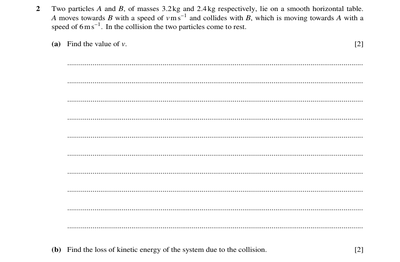 2 Two particles A and B, of masses 3.2 kg and 2.4 kg respectively, lie on a smooth horizontal table.
A moves towards B with a speed of v m s⁻¹ and collides with B, which is moving towards A with a
speed of 6 m s⁻¹. In the collision the two particles come to rest.
(a) Find the value of v. [2]
(b) Find the loss of kinetic energy of the system due to the collision. [2]